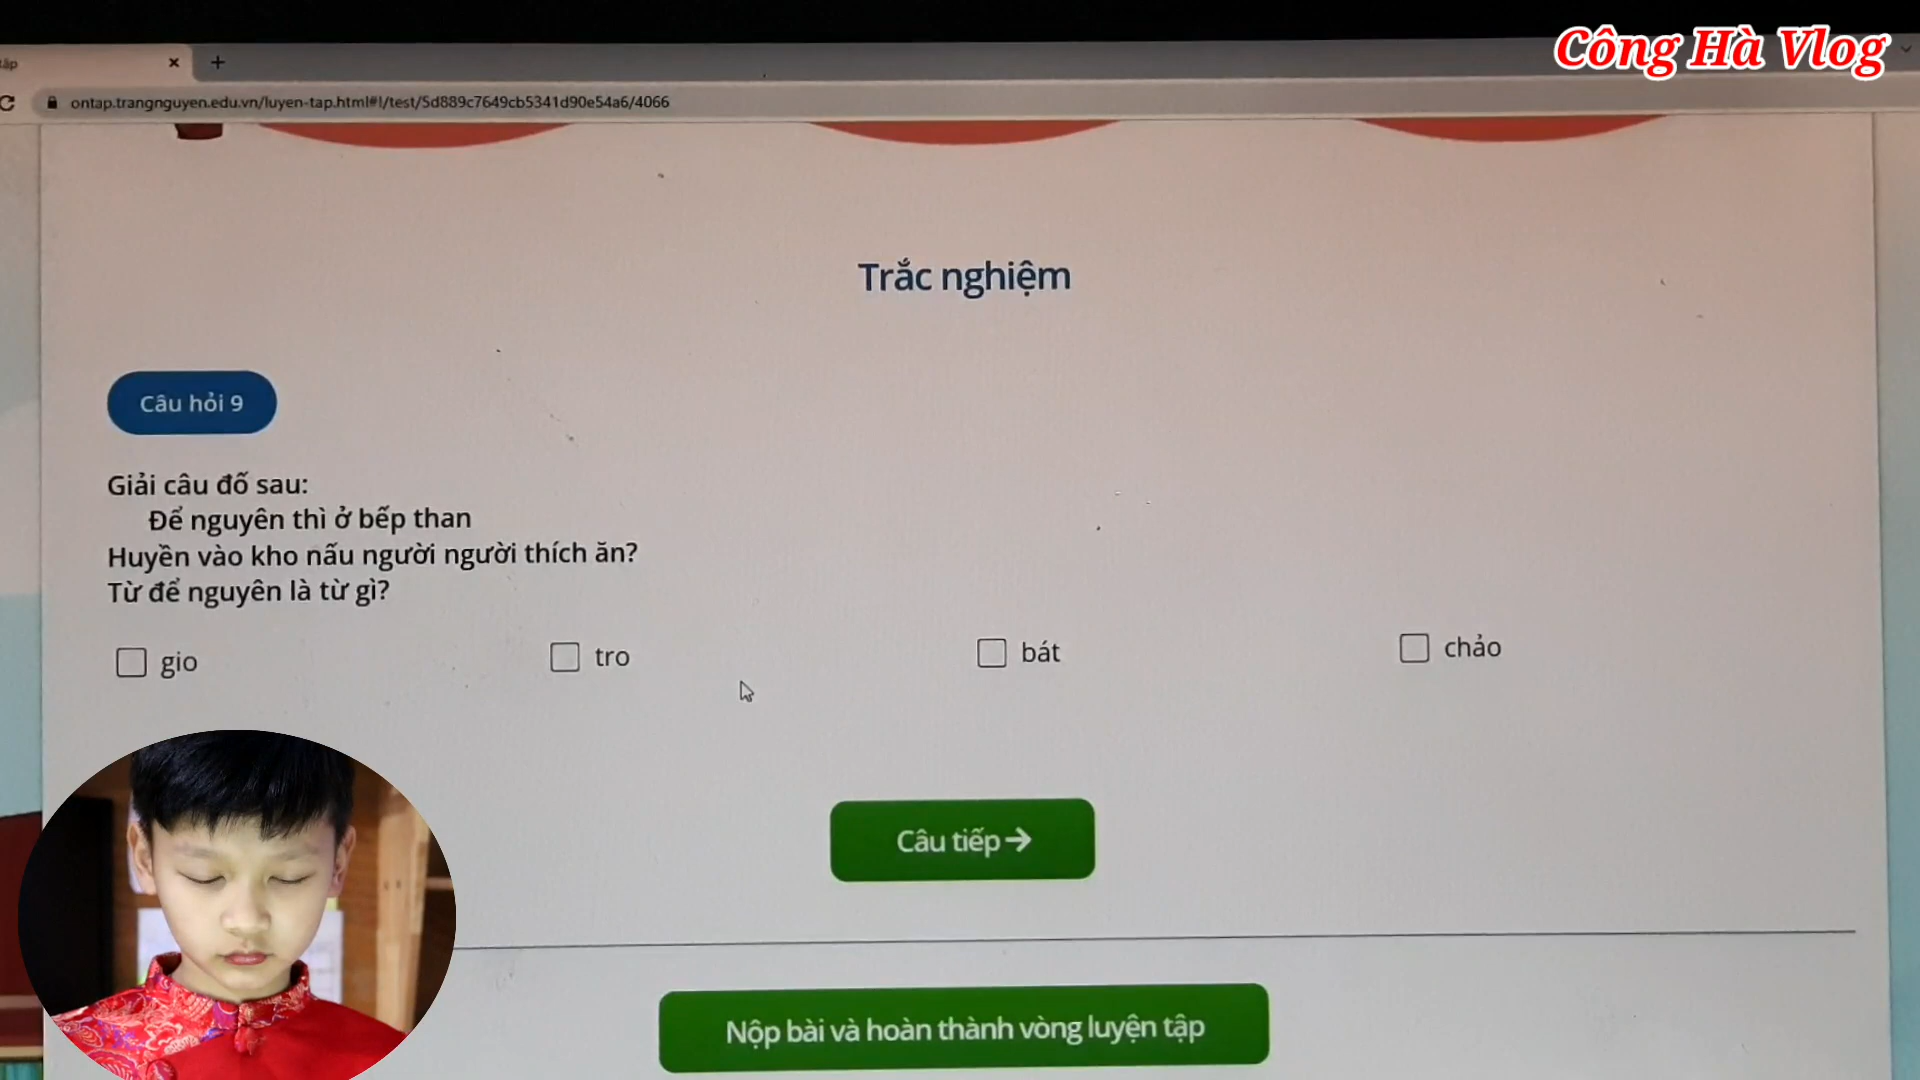 Công Hà Vlog
tập
ontap.trangnguyen.edu.vn/luyen-tap.html#!/test/5d889c7649cb5341d90e54a6/4066
Trắc nghiệm
Câu hỏi 9
Giải câu đố sau:
Để nguyên thì ở bếp than
Huyền vào kho nấu người người thích ăn?
Từ để nguyên là từ gì?
gio
tro
bát
chảo
Câu tiếp
Nộp bài và hoàn thành vòng luyện tập